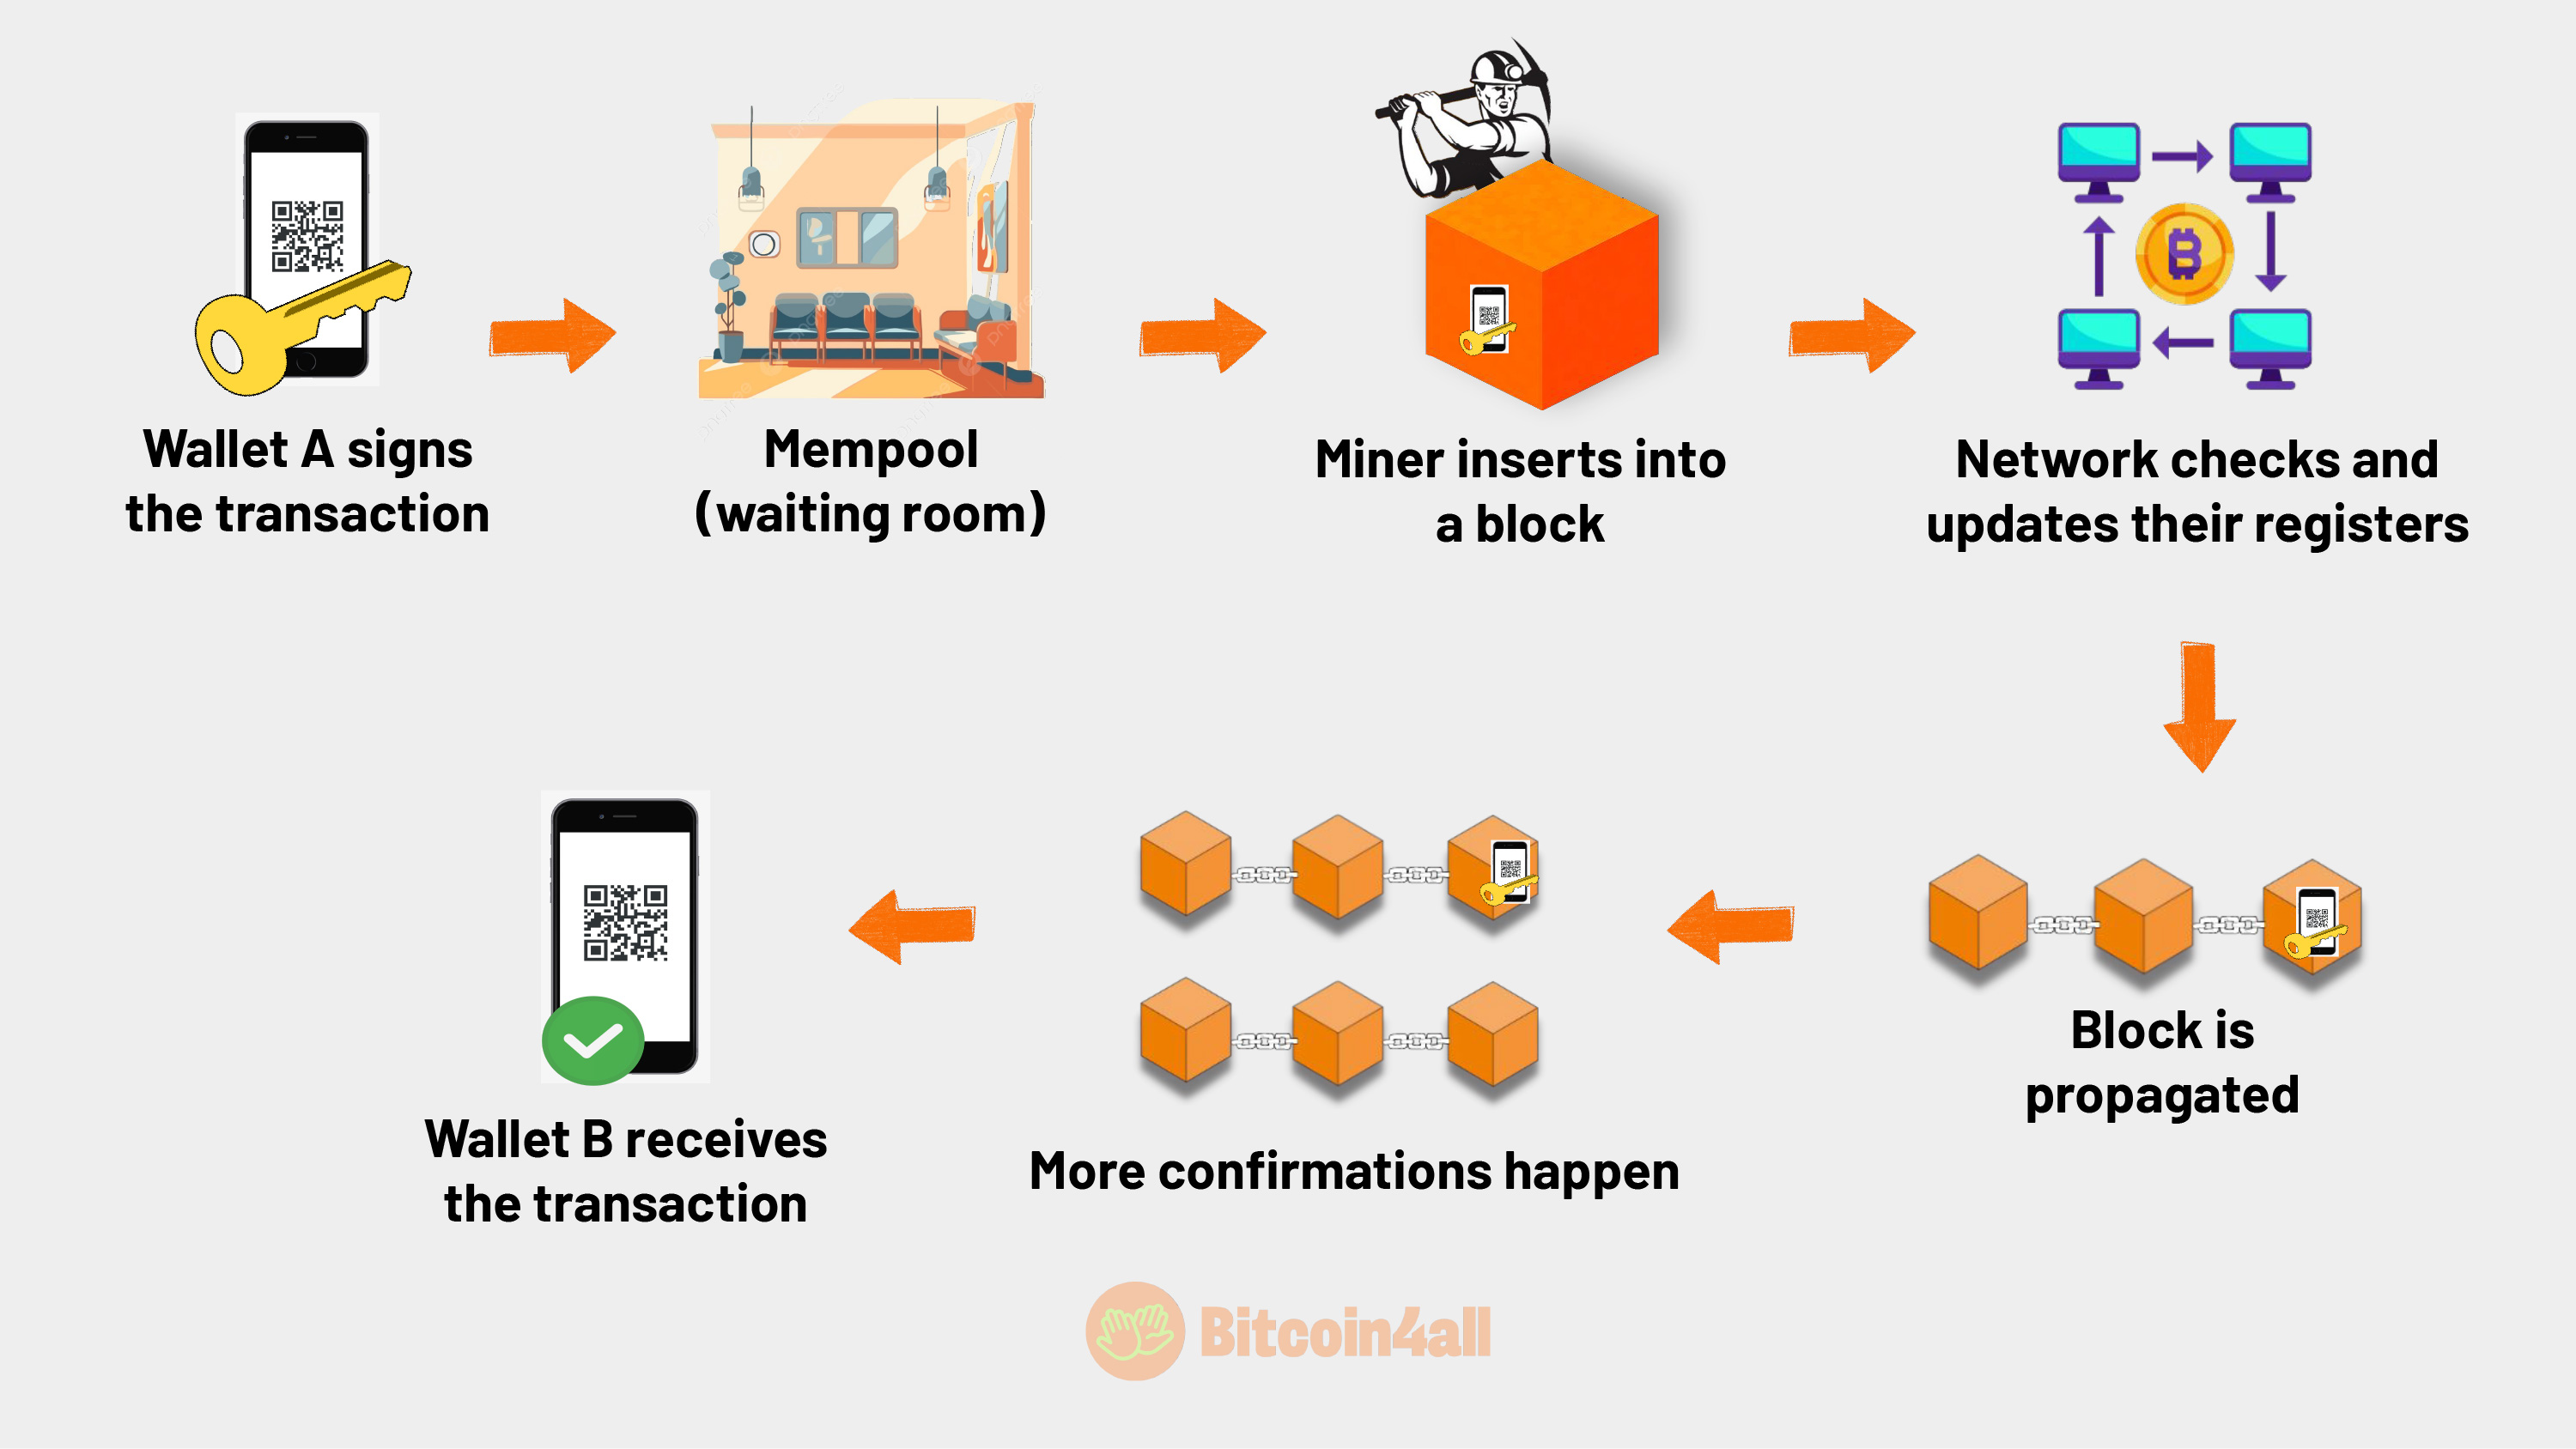 Wallet A signs
the transaction
Mempool
(waiting room)
Miner inserts into
a block
Network checks and
updates their registers
Block is
propagated
More confirmations happen
Wallet B receives
the transaction
Bitcoin4all